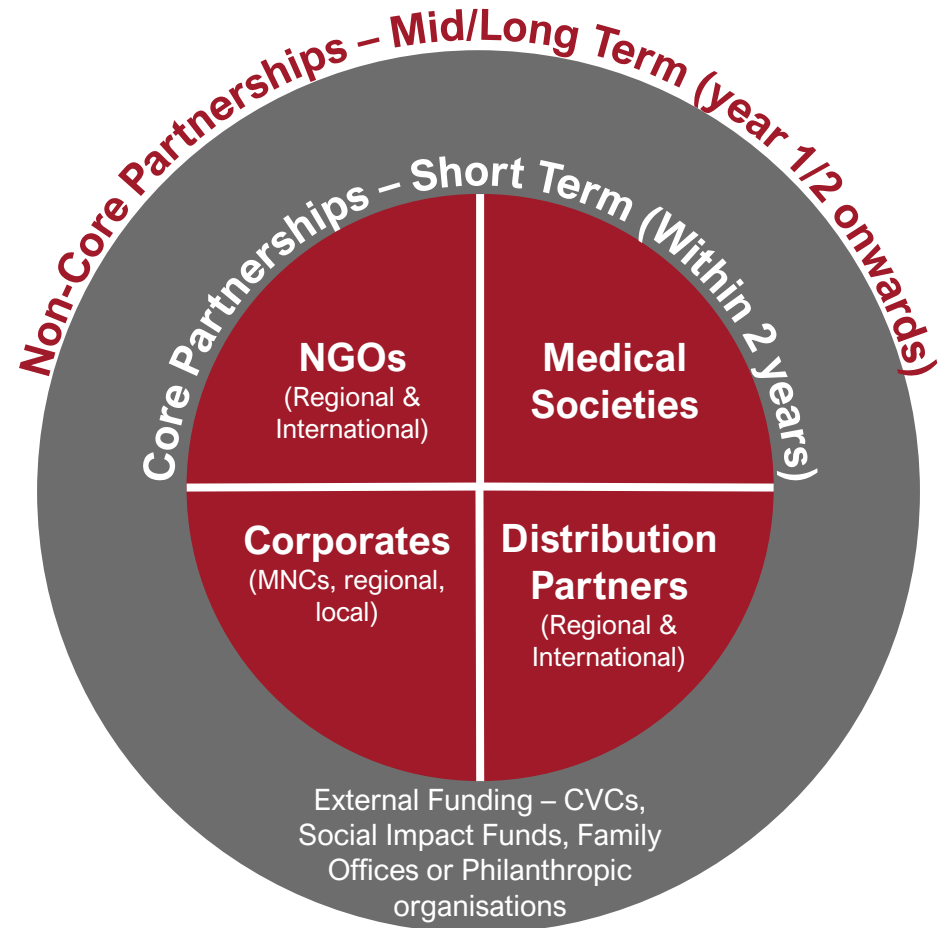 Non-Core Partnerships – Mid/Long Term (year 1/2 onwards)
Core Partnerships – Short Term (Within 2 years)
NGOs
(Regional &
International)
Medical
Societies
Corporates
(MNCs, regional,
local)
Distribution
Partners
(Regional &
International)
External Funding – CVCs,
Social Impact Funds, Family
Offices or Philanthropic
organisations